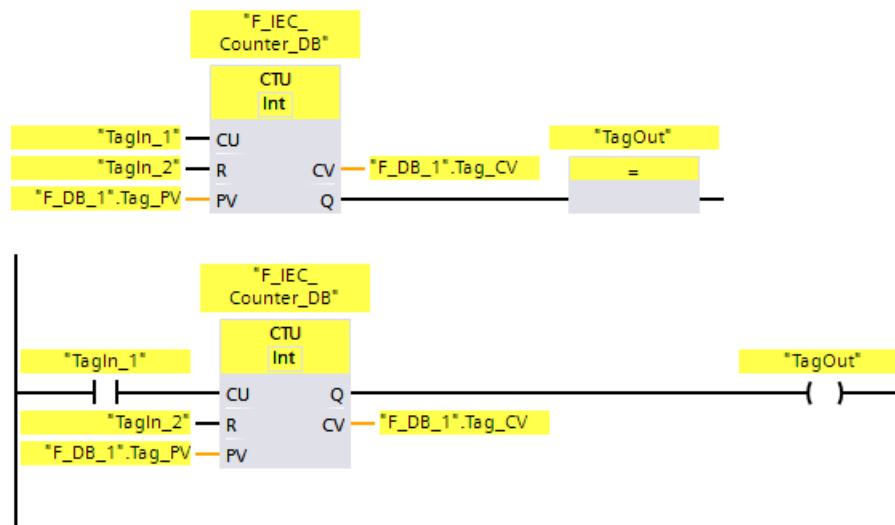 "F_IEC_
Counter_DB"
CTU
Int
"TagIn_1" CU
"TagIn_2" R CV "F_DB_1".Tag_CV
"F_DB_1".Tag_PV PV Q
"TagOut"
=
"F_IEC_
Counter_DB"
CTU
Int
"TagIn_1"
"TagOut"
CU Q
"TagIn_2" R CV "F_DB_1".Tag_CV
"F_DB_1".Tag_PV PV